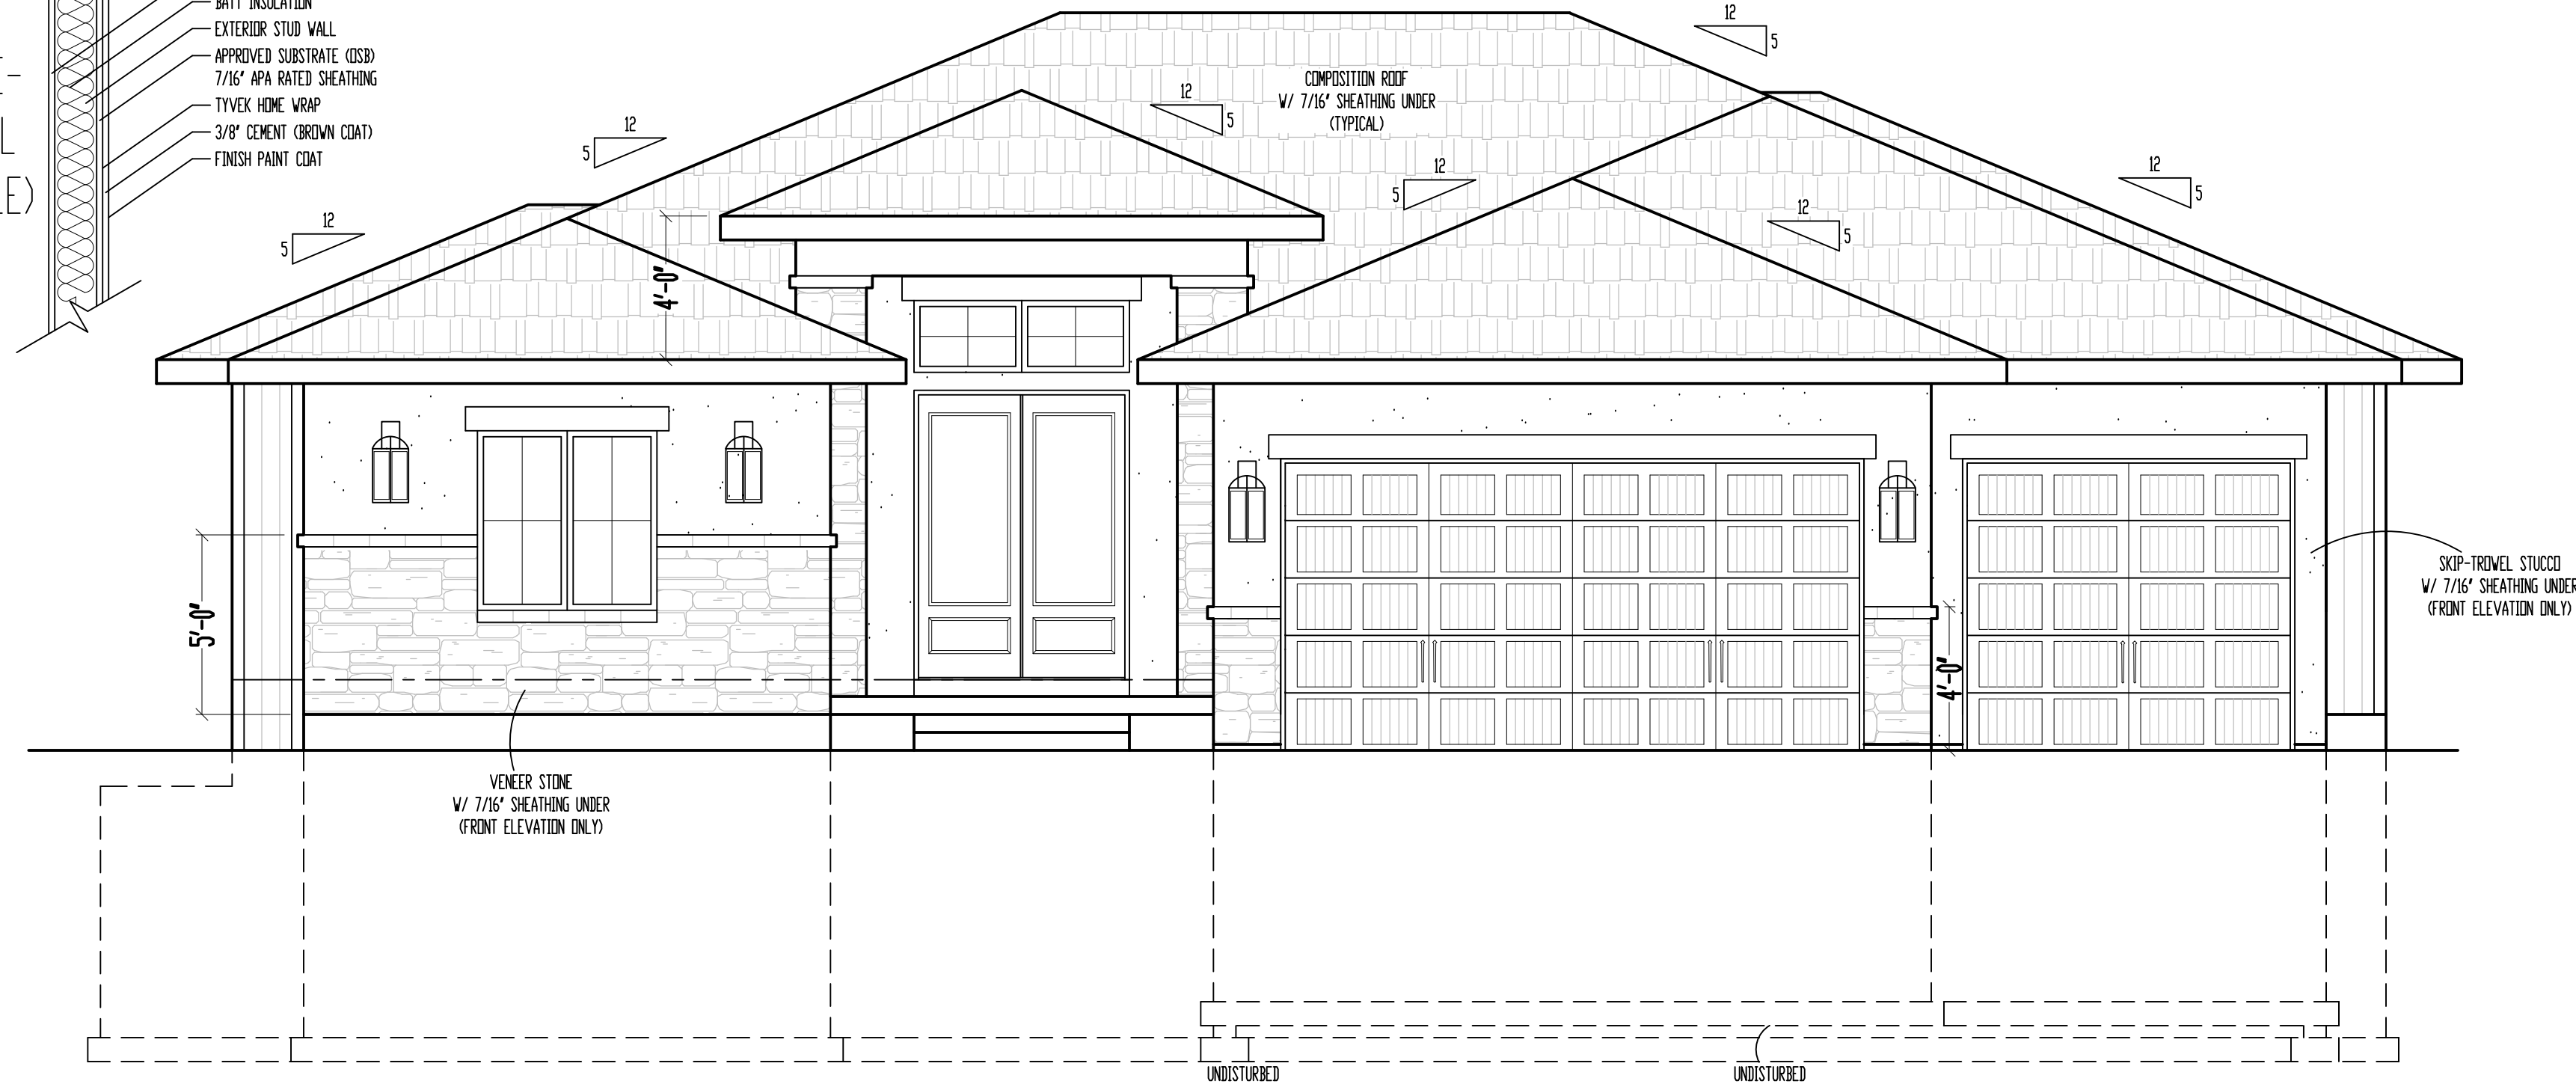 BATT INSULATION
EXTERIOR STUD WALL
APPROVED SUBSTRATE (OSB)
7/16" APA RATED SHEATHING
TYVEK HOME WRAP
3/8" CEMENT (BROWN COAT)
FINISH PAINT COAT
L
E)
12
5
12
5
12
5
COMPOSITION ROOF
W/ 7/16" SHEATHING UNDER
(TYPICAL)
12
5
12
5
12
5
12
5
4'-0"
5'-0"
4'-0"
SKIP-TROWEL STUCCO
W/ 7/16" SHEATHING UNDER
(FRONT ELEVATION ONLY)
VENEER STONE
W/ 7/16" SHEATHING UNDER
(FRONT ELEVATION ONLY)
UNDISTURBED
UNDISTURBED